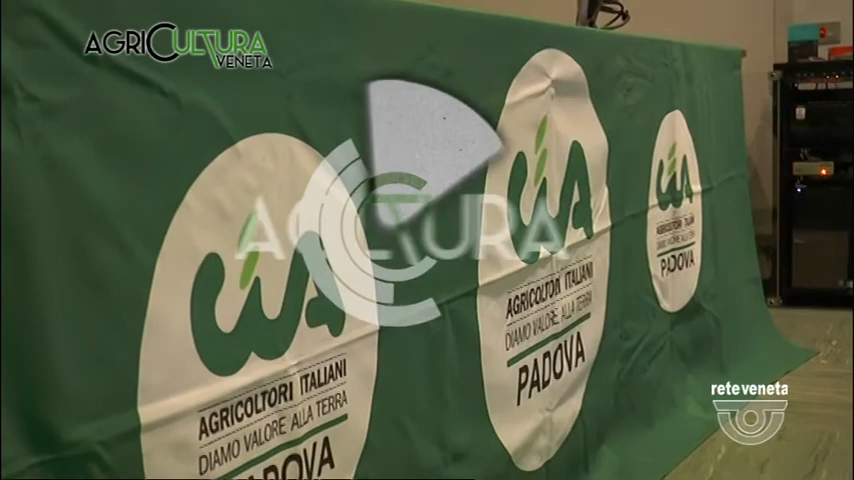 AGRICULTURA
VENETA
AGRICULTURA
cia
AGRICOLTORI ITALIANI
DIAMO VALORE ALLA TERRA
PADOVA
cia
AGRICOLTORI ITALIANI
DIAMO VALORE ALLA TERRA
PADOVA
cia
AGRICOLTORI ITALIANI
DIAMO VALORE ALLA TERRA
PADOVA
reteveneta